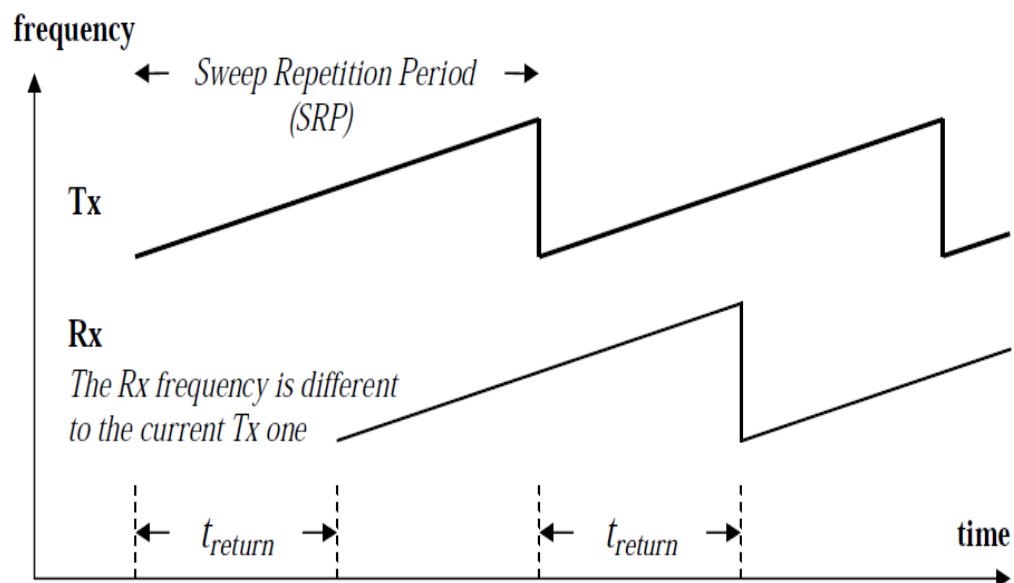 frequency
Sweep Repetition Period
(SRP)
Tx
Rx
The Rx frequency is different
to the current Tx one
t_return
t_return
time